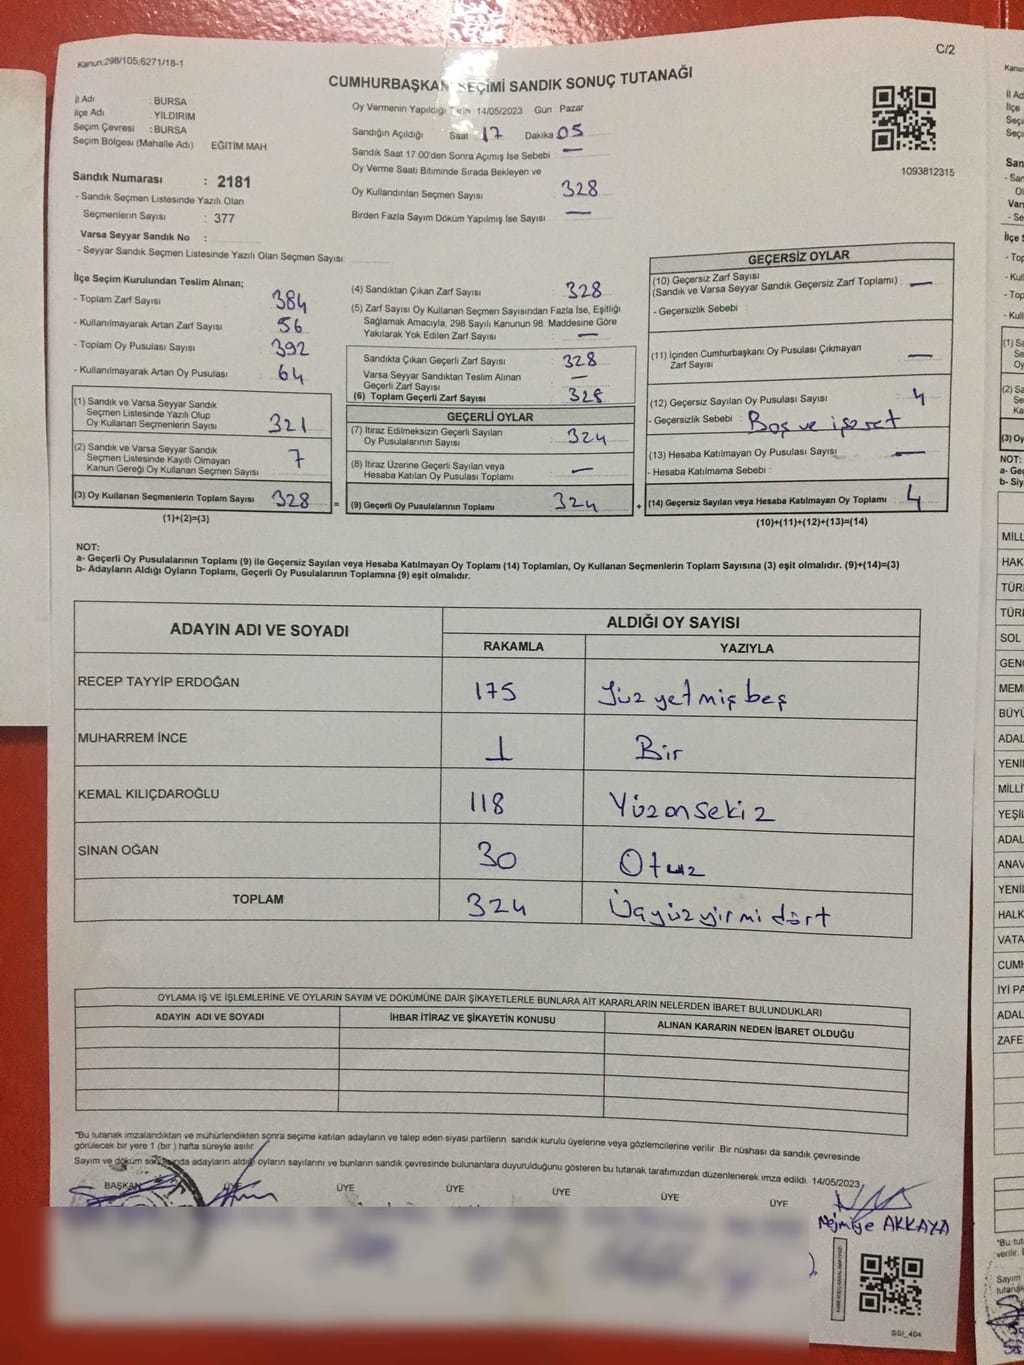 C/2
Kanun:298/105,6271/18-1
CUMHURBAŞKANI SEÇİMİ SANDIK SONUÇ TUTANAĞI
İl Adı : BURSA
İlçe Adı YILDIRIM
Seçim Çevresi : BURSA
Seçim Bölgesi (Mahalle Adı) EĞİTİM MAH.
Sandık Numarası : 2181
- Sandık Seçmen Listesinde Yazılı Olan
Seçmenlerin Sayısı : 377
Varsa Seyyar Sandık No :
- Seyyar Sandık Seçmen Listesinde Yazılı Olan Seçmen Sayısı:
Oy Vermenin Yapıldığı Tarih 14/05/2023 Gün Pazar
Sandığın Açıldığı Saat 17 Dakika 05
Sandık Saat 17:00'den Sonra Açımış İse Sebebi : —
Oy Verme Saati Bitiminde Sırada Bekleyen ve
Oy Kullandırılan Seçmen Sayısı 328
Birden Fazla Sayım Döküm Yapılmış İse Sayısı —
1093812315
İlçe Seçim Kurulundan Teslim Alınan;
- Toplam Zarf Sayısı 384
- Kullanılmayarak Artan Zarf Sayısı 56
- Toplam Oy Pusulası Sayısı 392
- Kullanılmayarak Artan Oy Pusulası : 64
(1) Sandık ve Varsa Seyyar Sandık
Seçmen Listesinde Yazılı Olup
Oy Kullanan Seçmenlerin Sayısı 321
(2) Sandık ve Varsa Seyyar Sandık
Seçmen Listesinde Kayıtlı Olmayan
Kanun Gereği Oy Kullanan Seçmen Sayısı 7
(3) Oy Kullanan Seçmenlerin Toplam Sayısı 328 =
(1)+(2)=(3)
(4) Sandıktan Çıkan Zarf Sayısı : 328
(5) Zarf Sayısı Oy Kullanan Seçmen Sayısından Fazla İse, Eşitliği
Sağlamak Amacıyla, 298 Sayılı Kanunun 98. Maddesine Göre
Yakılarak Yok Edilen Zarf Sayısı : —
Sandıkta Çıkan Geçerli Zarf Sayısı : 328
Varsa Seyyar Sandıktan Teslim Alınan
Geçerli Zarf Sayısı —
(6) Toplam Geçerli Zarf Sayısı 328
GEÇERLİ OYLAR
(7) İtiraz Edilmeksizin Geçerli Sayılan
Oy Pusulalarının Sayısı : 324
(8) İtiraz Üzerine Geçerli Sayılan veya
Hesaba Katılan Oy Pusulası Toplamı : —
(9) Geçerli Oy Pusulalarının Toplamı : 324 +
GEÇERSİZ OYLAR
(10) Geçersiz Zarf Sayısı
(Sandık ve Varsa Seyyar Sandık Geçersiz Zarf Toplamı) : —
- Geçersizlik Sebebi :
(11) İçinden Cumhurbaşkanı Oy Pusulası Çıkmayan
Zarf Sayısı —
(12) Geçersiz Sayılan Oy Pusulası Sayısı : 4
- Geçersizlik Sebebi : Boş ve işaret
(13) Hesaba Katılmayan Oy Pusulası Sayısı : —
- Hesaba Katılmama Sebebi :
(14) Geçersiz Sayılan veya Hesaba Katılmayan Oy Toplamı : 4
(10)+(11)+(12)+(13)=(14)
NOT:
a- Geçerli Oy Pusulalarının Toplamı (9) ile Geçersiz Sayılan veya Hesaba Katılmayan Oy Toplamı (14) Toplamları, Oy Kullanan Seçmenlerin Toplam Sayısına (3) eşit olmalıdır. (9)+(14)=(3)
b- Adayların Aldığı Oyların Toplamı, Geçerli Oy Pusulalarının Toplamına (9) eşit olmalıdır.
ADAYIN ADI VE SOYADI ALDIĞI OY SAYISI
RAKAMLA YAZIYLA
RECEP TAYYİP ERDOĞAN 175 Yüz yetmiş beş
MUHARREM İNCE 1 Bir
KEMAL KILIÇDAROĞLU 118 Yüzonsekiz
SİNAN OĞAN 30 Otuz
TOPLAM 324 Üçyüzyirmi dört
OYLAMA İŞ VE İŞLEMLERİNE VE OYLARIN SAYIM VE DÖKÜMÜNE DAİR ŞİKAYETLERLE BUNLARA AİT KARARLARIN NELERDEN İBARET BULUNDUKLARI
ADAYIN ADI VE SOYADI İHBAR İTİRAZ VE ŞİKAYETİN KONUSU ALINAN KARARIN NEDEN İBARET OLDUĞU
*Bu tutanak imzalandıktan ve mühürlendikten sonra seçime katılan adayların ve talep eden siyasi partilerin sandık kurulu üyelerine veya gözlemcilerine verilir. Bir nüshası da sandık çevresinde
görülecek bir yere 1 (bir ) hafta süreyle asılır.
Sayım ve döküm sonucunda adayların aldığı oyların sayılarını ve bunların sandık çevresinde bulunanlara duyurulduğunu gösteren bu tutanak tarafımızdan düzenlenerek imza edildi. 14/05/2023
BAŞKAN ÜYE ÜYE ÜYE ÜYE ÜYE ÜYE
Nejmiye AKKAYA
SSİ_404